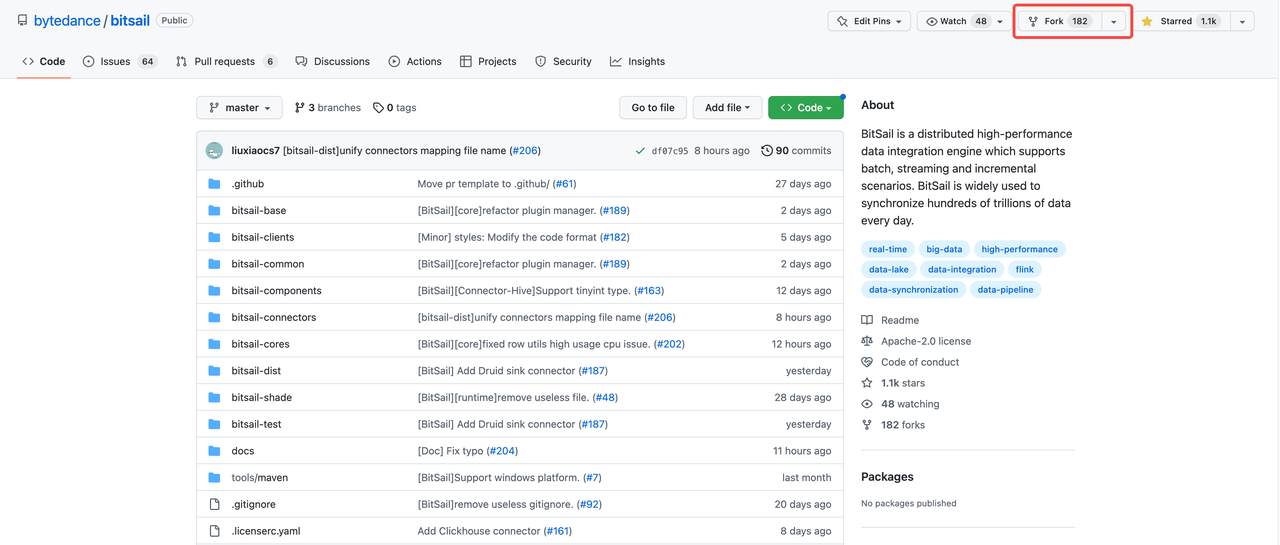 bytedance / bitsail Public
Edit Pins Watch 48 Fork 182 Starred 1.1k
Code Issues 64 Pull requests 6 Discussions Actions Projects Security Insights
master 3 branches 0 tags Go to file Add file Code
liuxiaocs7 [bitsail-dist]unify connectors mapping file name (#206) df07c95 8 hours ago 90 commits
.github Move pr template to .github/ (#61) 27 days ago
bitsail-base [BitSail][core]refactor plugin manager. (#189) 2 days ago
bitsail-clients [Minor] styles: Modify the code format (#182) 5 days ago
bitsail-common [BitSail][core]refactor plugin manager. (#189) 2 days ago
bitsail-components [BitSail][Connector-Hive]Support tinyint type. (#163) 12 days ago
bitsail-connectors [bitsail-dist]unify connectors mapping file name (#206) 8 hours ago
bitsail-cores [BitSail][core]fixed row utils high usage cpu issue. (#202) 12 hours ago
bitsail-dist [BitSail] Add Druid sink connector (#187) yesterday
bitsail-shade [BitSail][runtime]remove useless file. (#48) 28 days ago
bitsail-test [BitSail] Add Druid sink connector (#187) yesterday
docs [Doc] Fix typo (#204) 11 hours ago
tools/maven [BitSail]Support windows platform. (#7) last month
.gitignore [BitSail]remove useless gitignore. (#92) 20 days ago
.licenserc.yaml Add Clickhouse connector (#161) 8 days ago
About
BitSail is a distributed high-performance
data integration engine which supports
batch, streaming and incremental
scenarios. BitSail is widely used to
synchronize hundreds of trillions of data
every day.
real-time big-data high-performance
data-lake data-integration flink
data-synchronization data-pipeline
Readme
Apache-2.0 license
Code of conduct
1.1k stars
48 watching
182 forks
Packages
No packages published